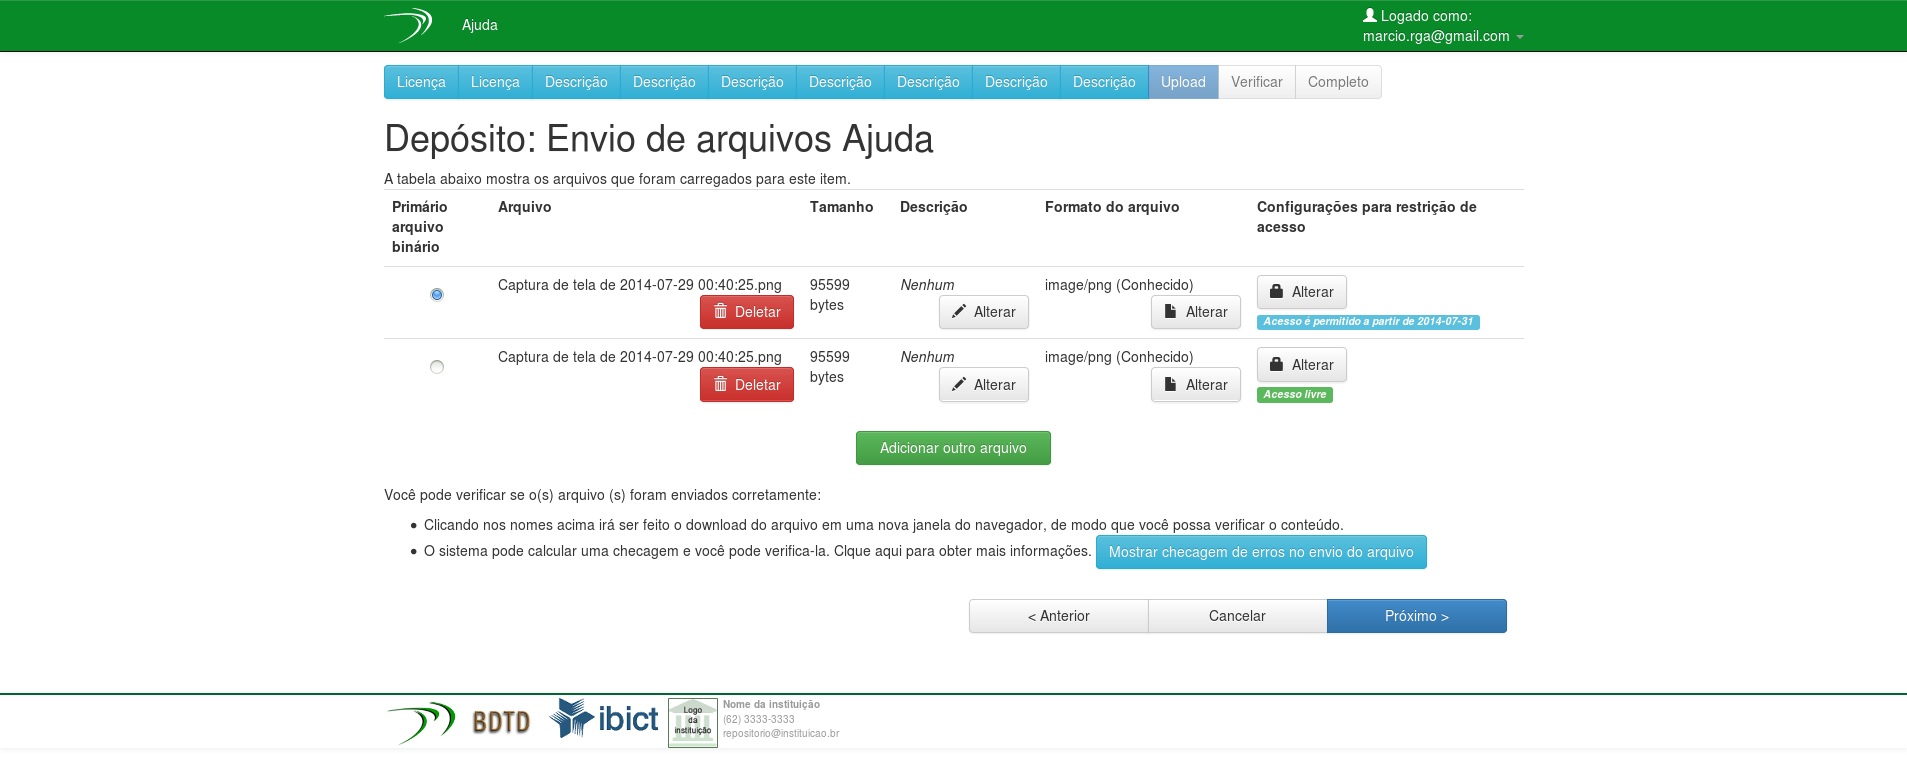 Ajuda
Logado como:
marcio.rga@gmail.com
Licença Licença Descrição Descrição Descrição Descrição Descrição Descrição Descrição Upload Verificar Completo
Depósito: Envio de arquivos Ajuda
A tabela abaixo mostra os arquivos que foram carregados para este item.
Primário arquivo binário Arquivo Tamanho Descrição Formato do arquivo Configurações para restrição de acesso
Captura de tela de 2014-07-29 00:40:25.png 95599 bytes Nenhum image/png (Conhecido) Alterar
Deletar Alterar Alterar
Acesso é permitido a partir de 2014-07-31
Captura de tela de 2014-07-29 00:40:25.png 95599 bytes Nenhum image/png (Conhecido) Alterar
Deletar Alterar Alterar
Acesso livre
Adicionar outro arquivo
Você pode verificar se o(s) arquivo (s) foram enviados corretamente:
Clicando nos nomes acima irá ser feito o download do arquivo em uma nova janela do navegador, de modo que você possa verificar o conteúdo.
O sistema pode calcular uma checagem e você pode verifica-la. Clque aqui para obter mais informações. Mostrar checagem de erros no envio do arquivo
< Anterior Cancelar Próximo >
BDTD ibict
Logo
da
instituição
Nome da instituição
(62) 3333-3333
repositorio@instituicao.br